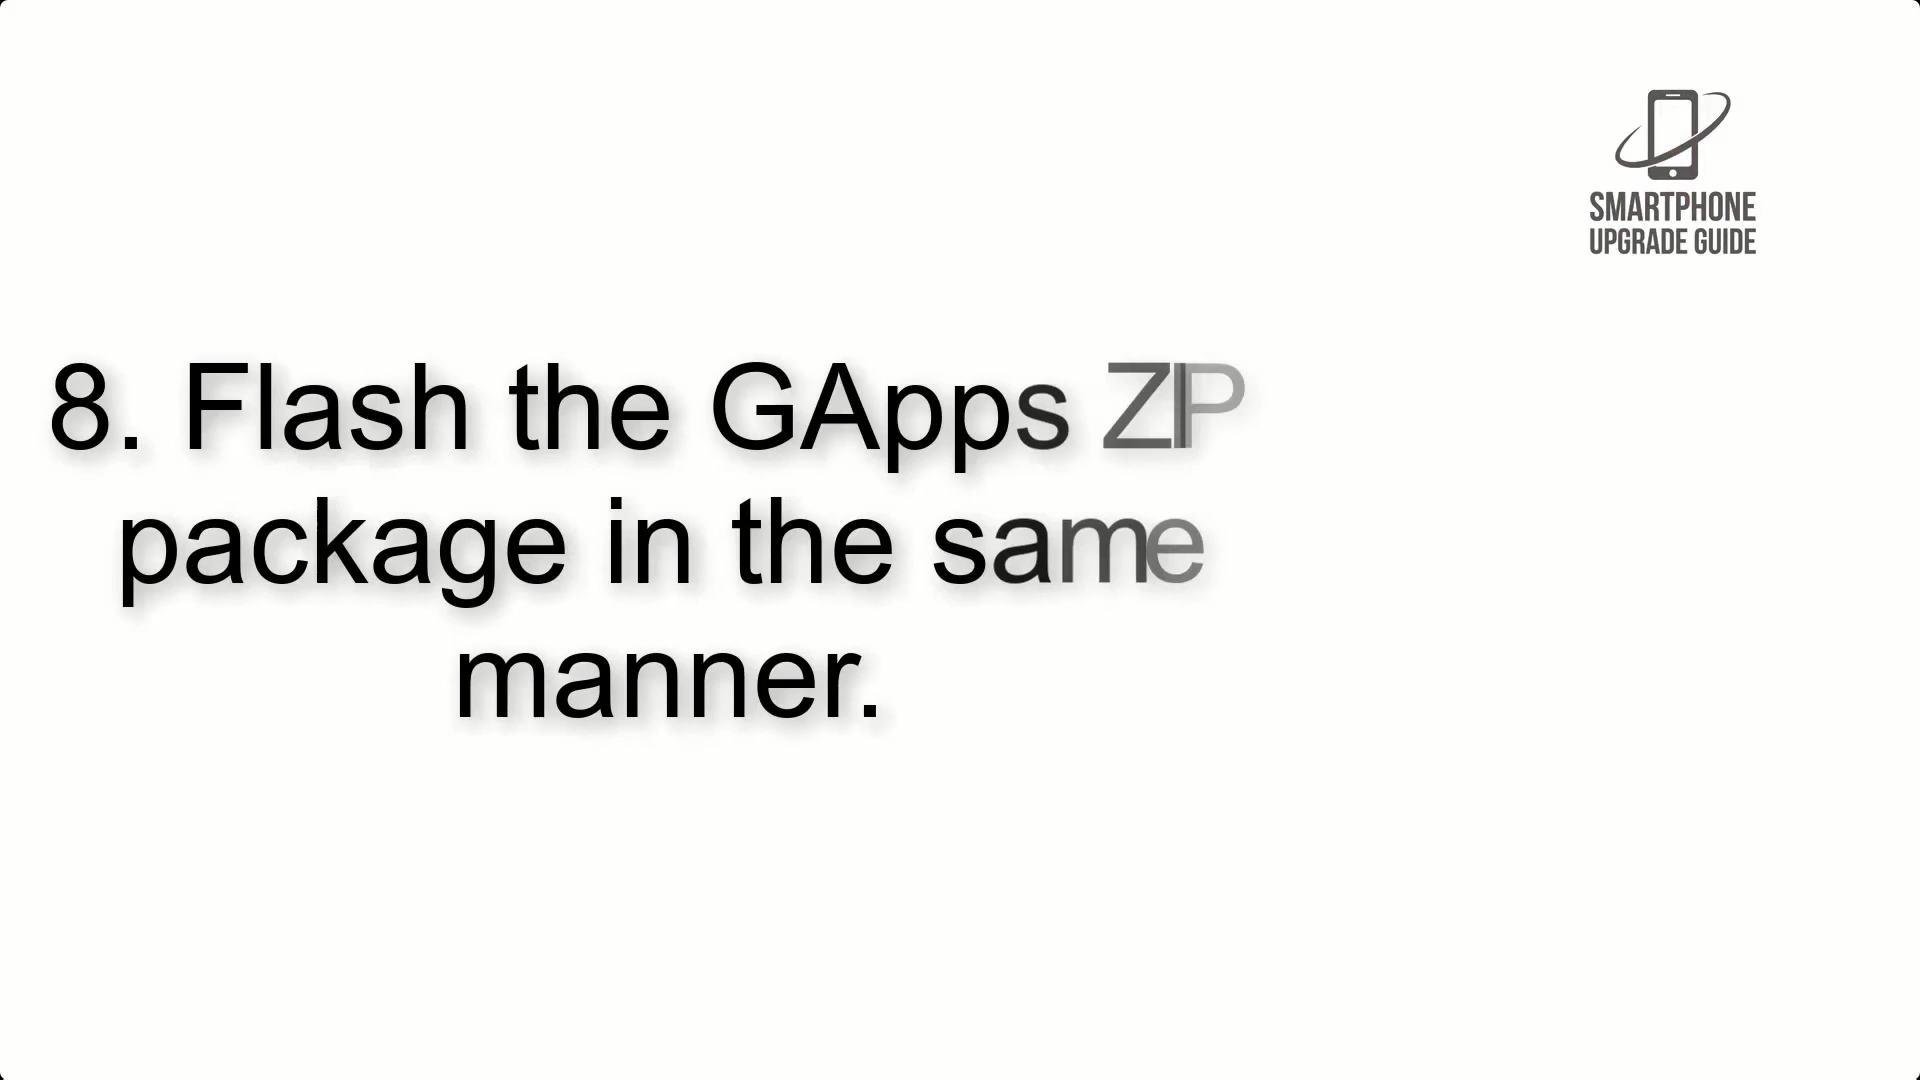 SMARTPHONE
UPGRADE GUIDE
8. Flash the GApps ZIP
package in the same
manner.